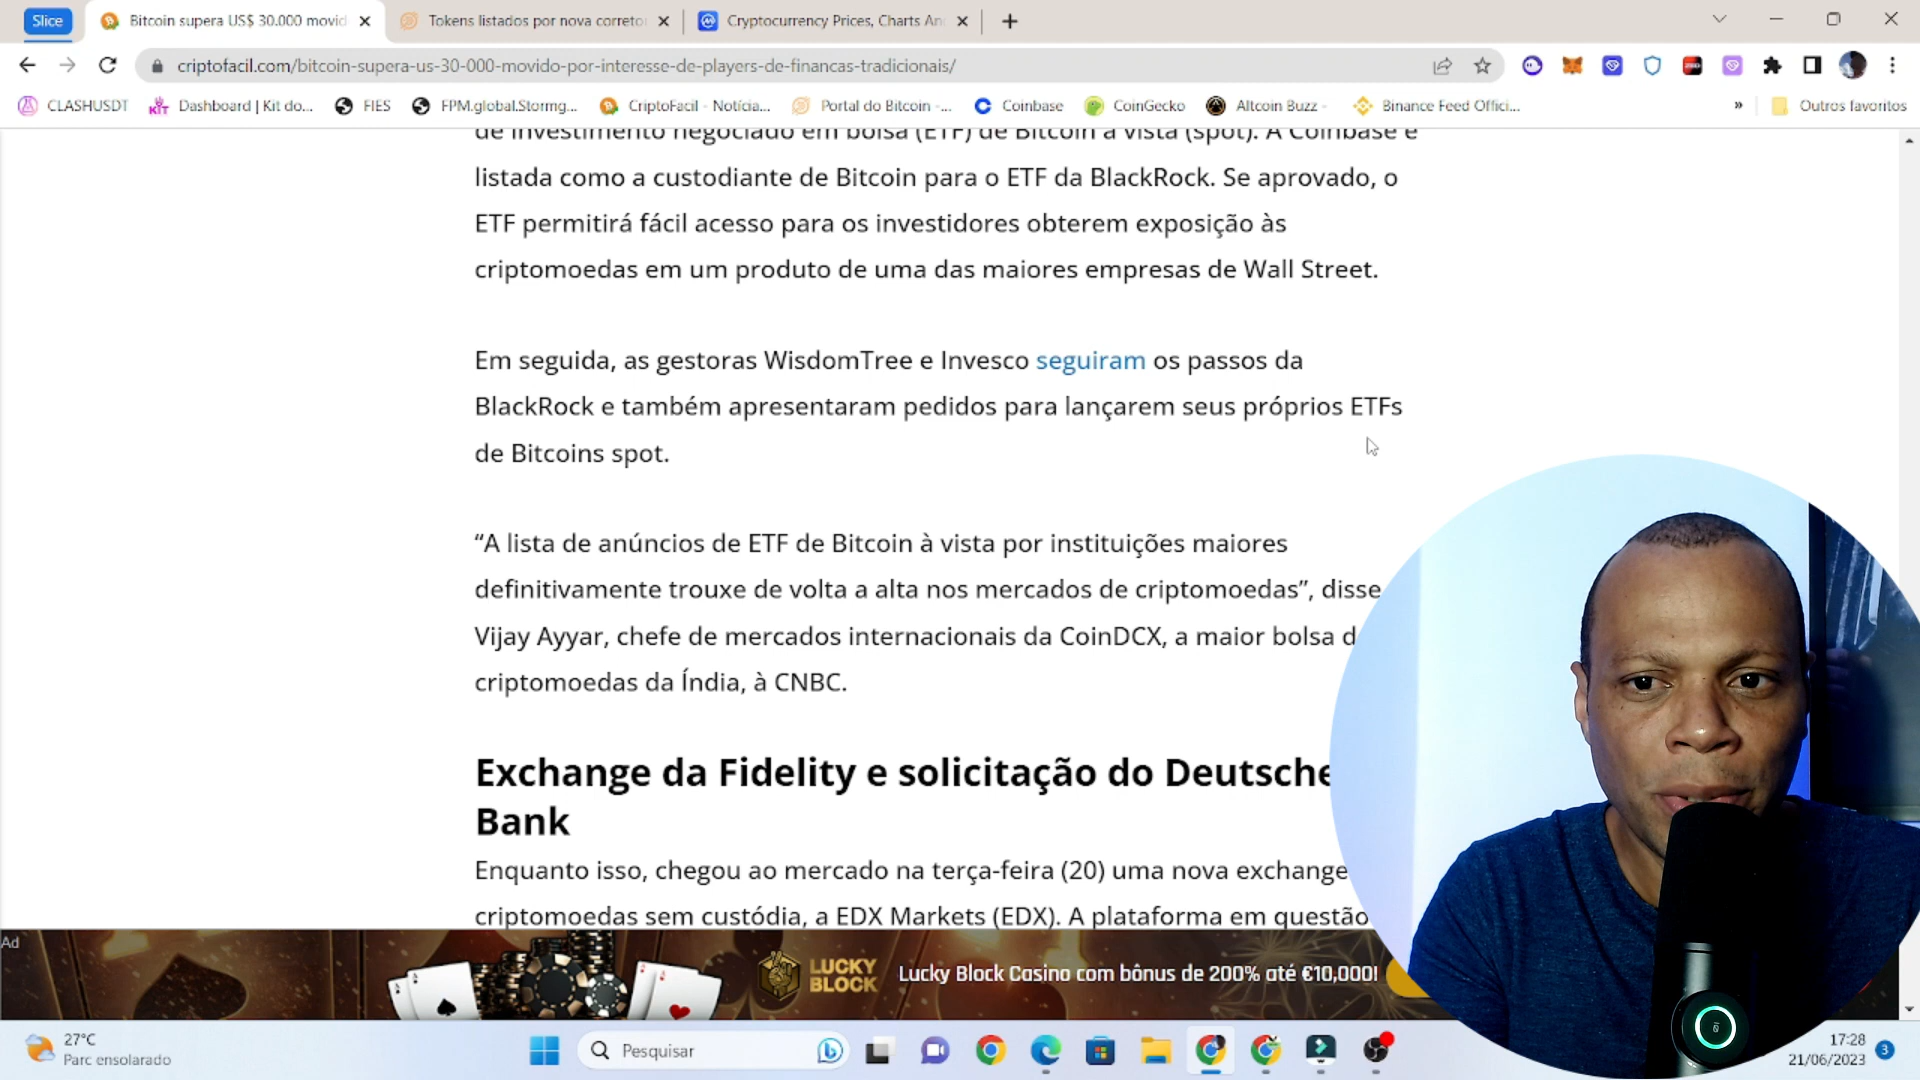 Slice
Bitcoin supera US$ 30.000 movid
Tokens listados por nova correto
Cryptocurrency Prices, Charts An
criptofacil.com/bitcoin-supera-us-30-000-movido-por-interesse-de-players-de-financas-tradicionais/
CLASHUSDT
Dashboard | Kit do...
FIES
FPM.global.Stormg...
CriptoFacil - Notícia...
Portal do Bitcoin -...
Coinbase
CoinGecko
Altcoin Buzz -
Binance Feed Offici...
»
Outros favoritos
de investimento negociado em bolsa (ETF) de Bitcoin à vista (spot). A Coinbase é
listada como a custodiante de Bitcoin para o ETF da BlackRock. Se aprovado, o
ETF permitirá fácil acesso para os investidores obterem exposição às
criptomoedas em um produto de uma das maiores empresas de Wall Street.
Em seguida, as gestoras WisdomTree e Invesco seguiram os passos da
BlackRock e também apresentaram pedidos para lançarem seus próprios ETFs
de Bitcoins spot.
“A lista de anúncios de ETF de Bitcoin à vista por instituições maiores
definitivamente trouxe de volta a alta nos mercados de criptomoedas”, disse
Vijay Ayyar, chefe de mercados internacionais da CoinDCX, a maior bolsa d
criptomoedas da Índia, à CNBC.
Exchange da Fidelity e solicitação do Deutsche
Bank
Enquanto isso, chegou ao mercado na terça-feira (20) uma nova exchange
criptomoedas sem custódia, a EDX Markets (EDX). A plataforma em questão
Ad
LUCKY
BLOCK
Lucky Block Casino com bônus de 200% até €10,000!
27°C
Parc ensolarado
Pesquisar
17:28
21/06/2023
3